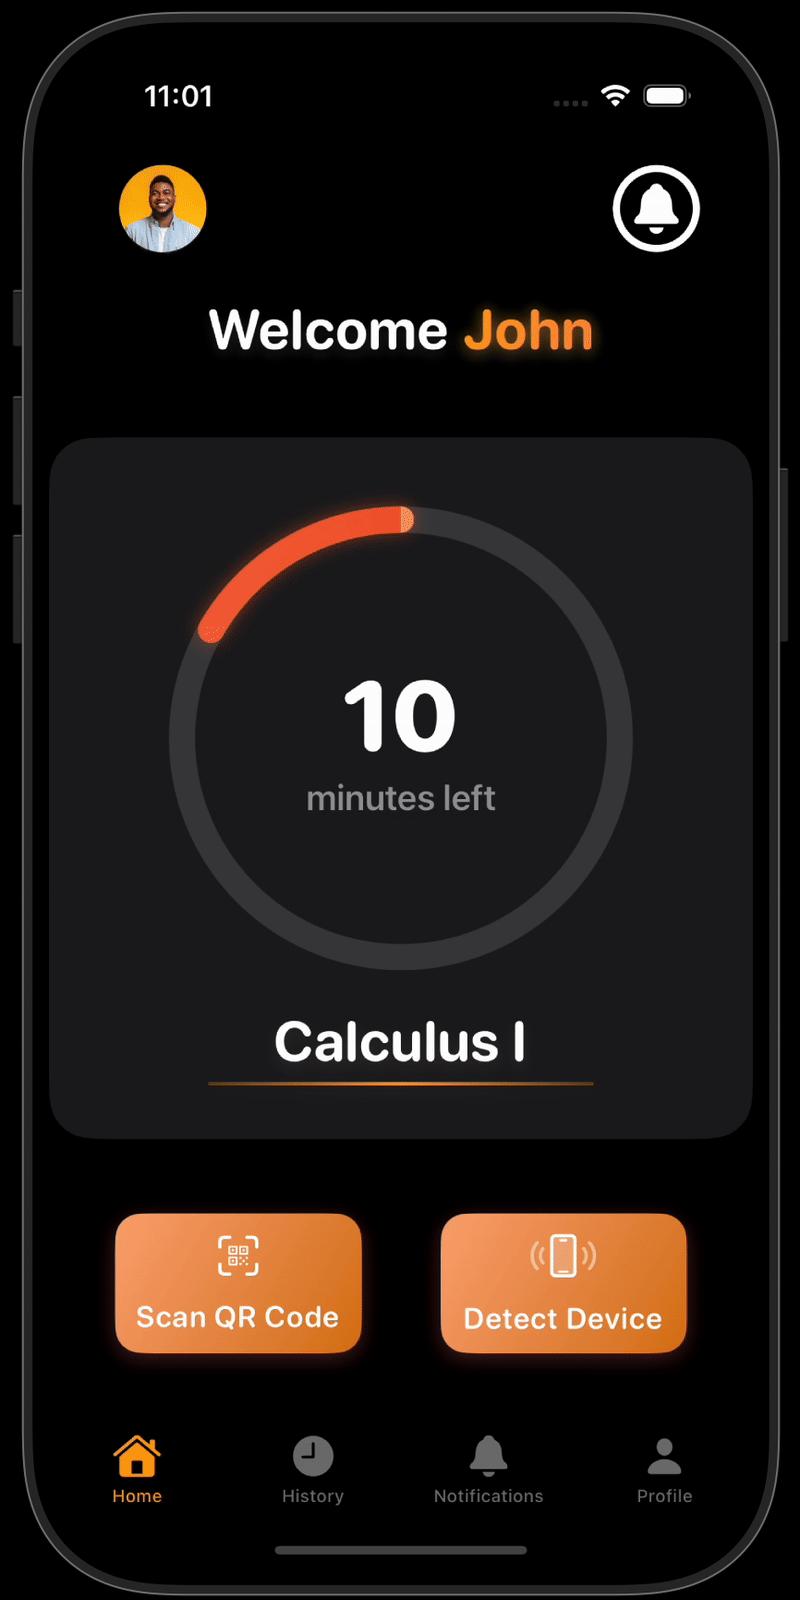 11:01
Welcome John
10
minutes left
Calculus I
Scan QR Code
Detect Device
Home
History
Notifications
Profile